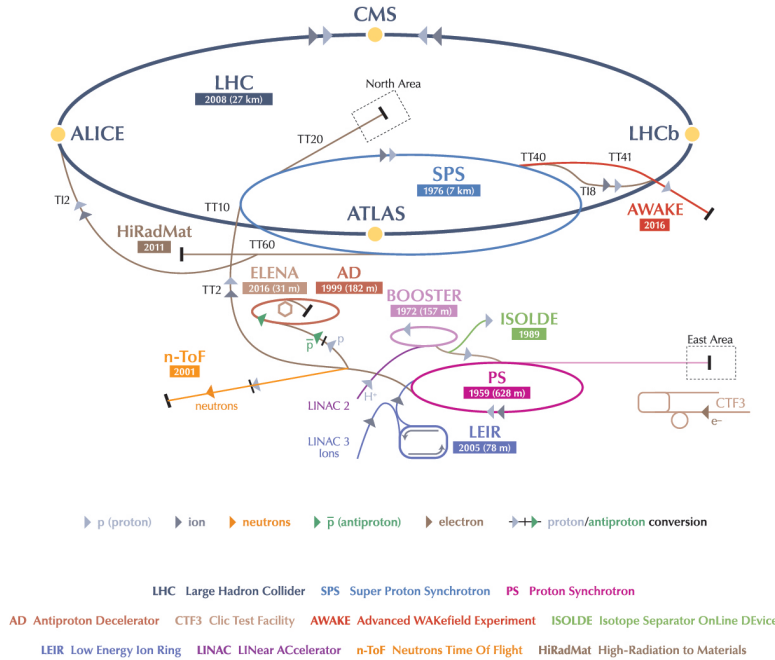 CMS
LHC
2008 (27 km)
North Area
ALICE
LHCb
TT20
TT40
TT41
SPS
1976 (7 km)
TI8
TI2
TT10
ATLAS
AWAKE
2016
HiRadMat
2011
TT60
ELENA
2016 (31 m)
AD
1999 (182 m)
TT2
BOOSTER
1972 (157 m)
ISOLDE
1989
p̅
p
East Area
n-ToF
2001
PS
1959 (628 m)
H+
neutrons
LINAC 2
CTF3
e–
LEIR
2005 (78 m)
LINAC 3
Ions
p (proton) ion neutrons p̅ (antiproton) electron proton/antiproton conversion
LHC Large Hadron Collider SPS Super Proton Synchrotron PS Proton Synchrotron
AD Antiproton Decelerator CTF3 Clic Test Facility AWAKE Advanced WAKefield Experiment ISOLDE Isotope Separator OnLine DEvice
LEIR Low Energy Ion Ring LINAC LINear ACcelerator n-ToF Neutrons Time Of Flight HiRadMat High-Radiation to Materials